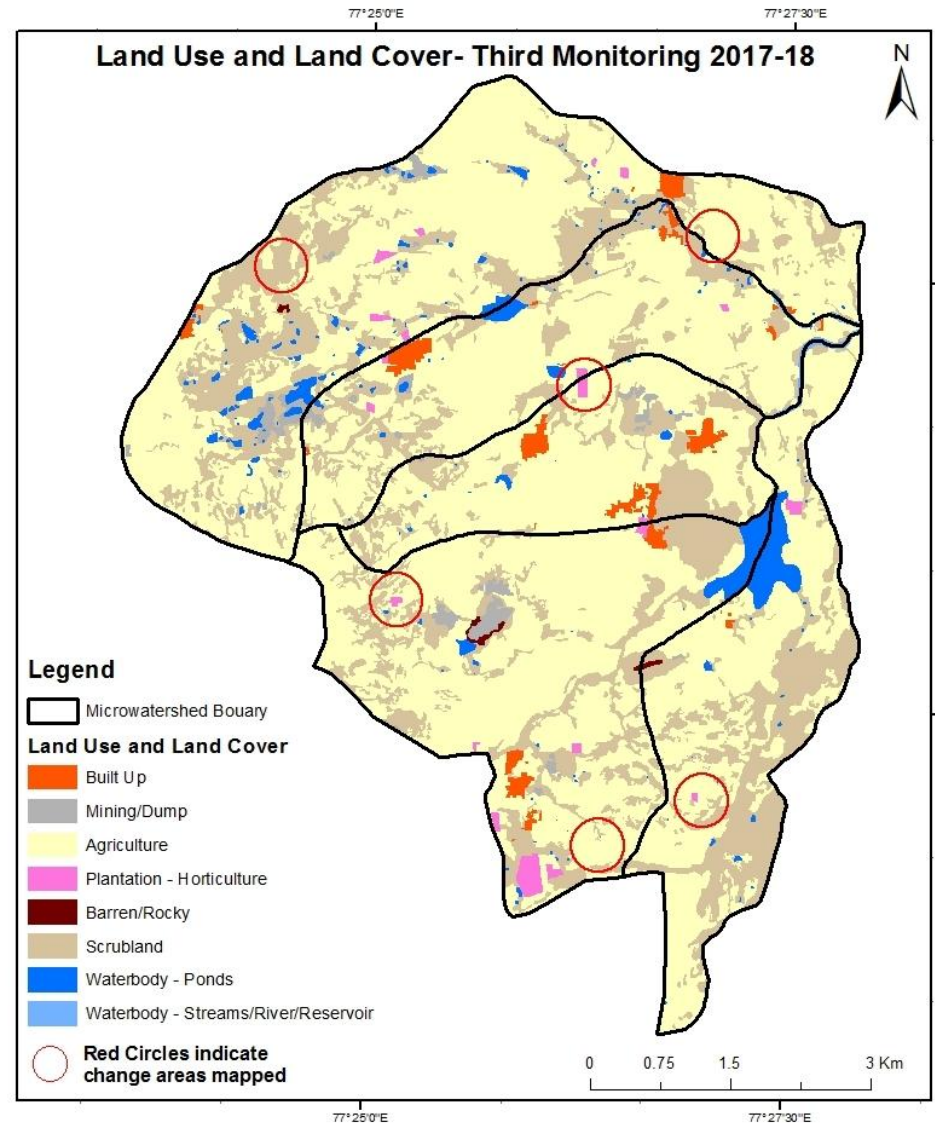 77°25'0"E 77°27'30"E
Land Use and Land Cover- Third Monitoring 2017-18
N
Legend
Microwatershed Bouary
Land Use and Land Cover
Built Up
Mining/Dump
Agriculture
Plantation - Horticulture
Barren/Rocky
Scrubland
Waterbody - Ponds
Waterbody - Streams/River/Reservoir
Red Circles indicate
change areas mapped
0 0.75 1.5 3 Km
77°25'0"E 77°27'30"E